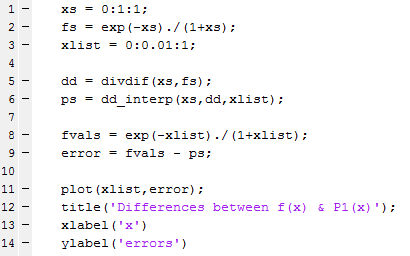 1 - xs = 0:1:1;
2 - fs = exp(-xs)./(1+xs);
3 - xlist = 0:0.01:1;
4
5 - dd = divdif(xs,fs);
6 - ps = dd_interp(xs,dd,xlist);
7
8 - fvals = exp(-xlist)./(1+xlist);
9 - error = fvals - ps;
10
11 - plot(xlist,error);
12 - title('Differences between f(x) & P1(x)');
13 - xlabel('x')
14 - ylabel('errors')